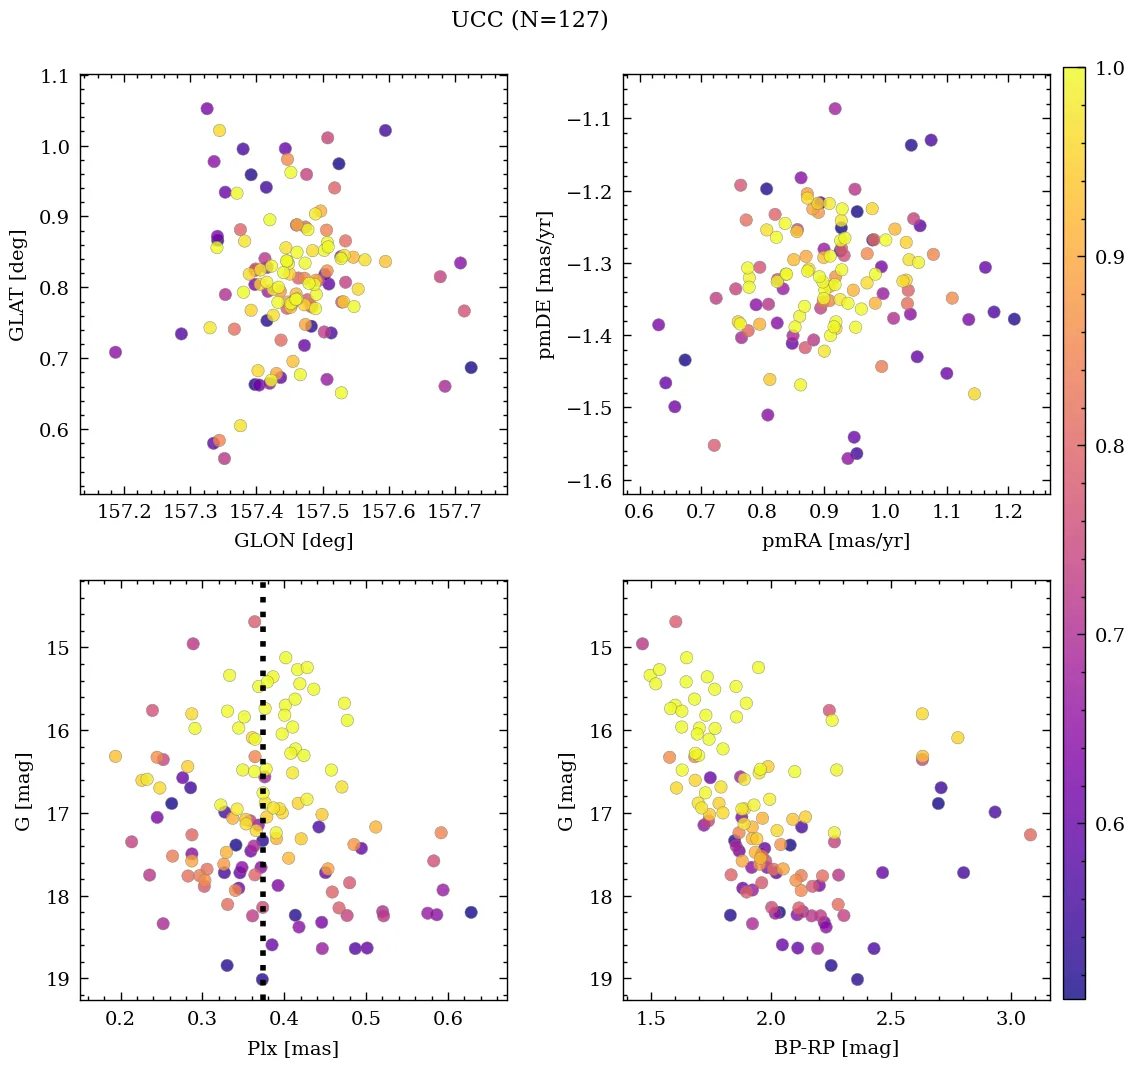 UCC (N=127)
1.1
1.0
0.9
0.8
0.7
0.6
GLAT [deg]
157.2 157.3 157.4 157.5 157.6 157.7
GLON [deg]
−1.1
−1.2
−1.3
−1.4
−1.5
−1.6
pmDE [mas/yr]
0.6 0.7 0.8 0.9 1.0 1.1 1.2
pmRA [mas/yr]
1.0
0.9
0.8
0.7
0.6
15
16
17
18
19
G [mag]
0.2 0.3 0.4 0.5 0.6
Plx [mas]
15
16
17
18
19
G [mag]
1.5 2.0 2.5 3.0
BP-RP [mag]